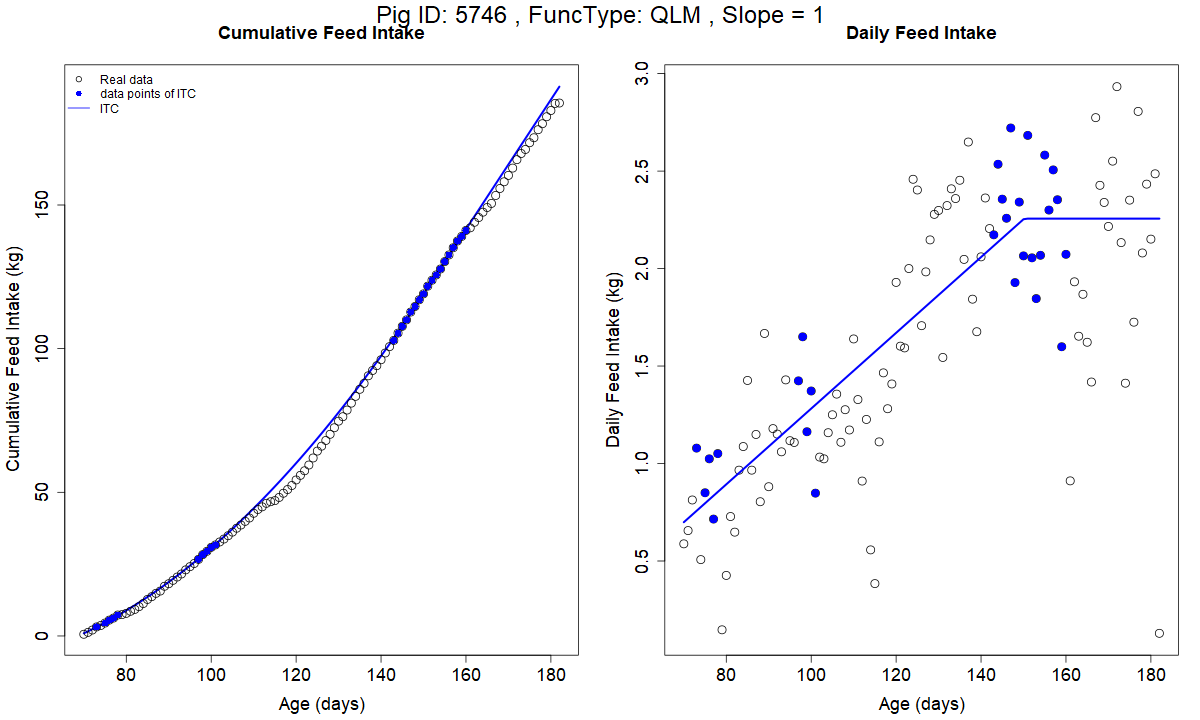 Pig ID: 5746 , FuncType: QLM , Slope = 1
Cumulative Feed Intake
Daily Feed Intake
Real data
data points of ITC
ITC
Cumulative Feed Intake (kg)
0
50
100
150
80
100
120
140
160
180
Age (days)
Daily Feed Intake (kg)
0.5
1.0
1.5
2.0
2.5
3.0
80
100
120
140
160
180
Age (days)